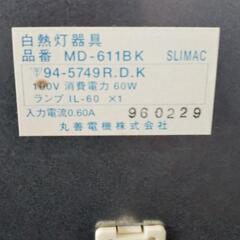 白熱灯器具
品番 MD-611BK SLIMAC
〒94-5749R.D.K
100V 消費電力 60W
ランプ IL-60 ×1
入力電流0.60A 960229
丸善電機株式会社